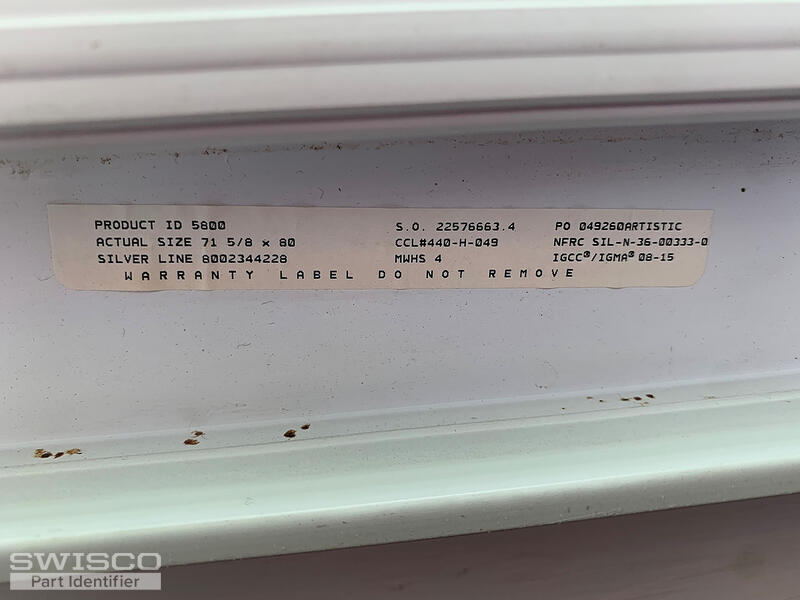 PRODUCT ID 5800 S.O. 22576663.4 PO 049260ARTISTIC
ACTUAL SIZE 71 5/8 x 80 CCL#440-H-049 NFRC SIL-N-36-00333-0
SILVER LINE 8002344228 MWHS 4 IGCC®/IGMA® 08-15
WARRANTY LABEL DO NOT REMOVE
SWISCO
Part Identifier